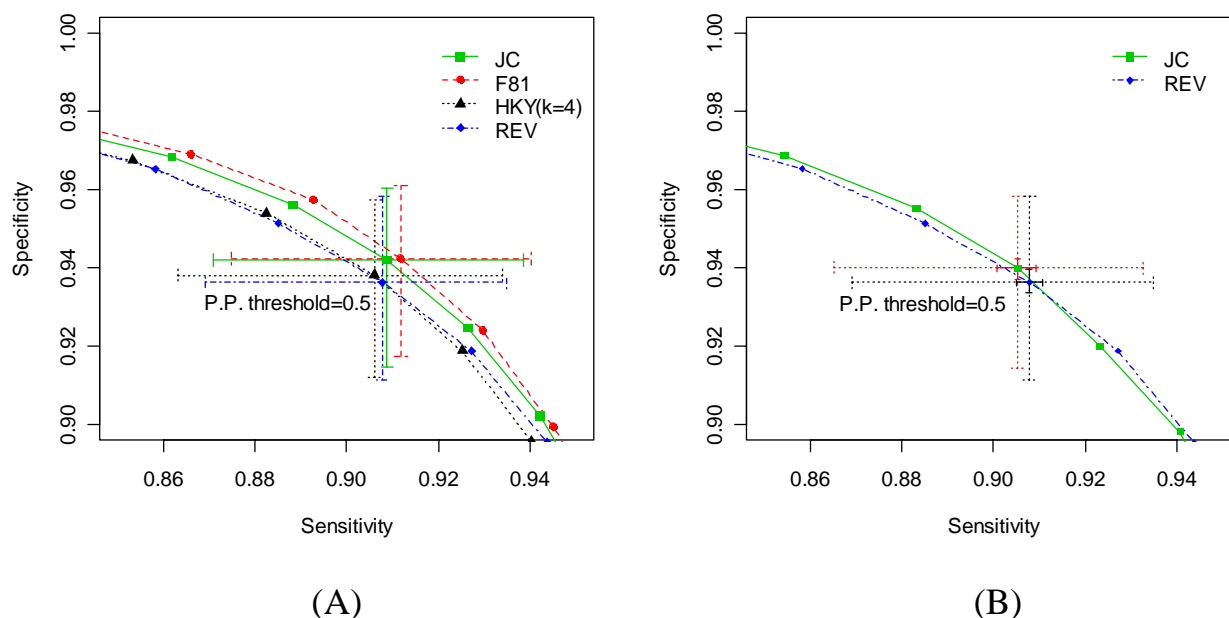 1.00
0.98
0.96
0.94
0.92
0.90
Specificity
JC
F81
HKY(k=4)
REV
P.P. threshold=0.5
0.86
0.88
0.90
0.92
0.94
Sensitivity
(A)
1.00
0.98
0.96
0.94
0.92
0.90
Specificity
JC
REV
P.P. threshold=0.5
0.86
0.88
0.90
0.92
0.94
Sensitivity
(B)